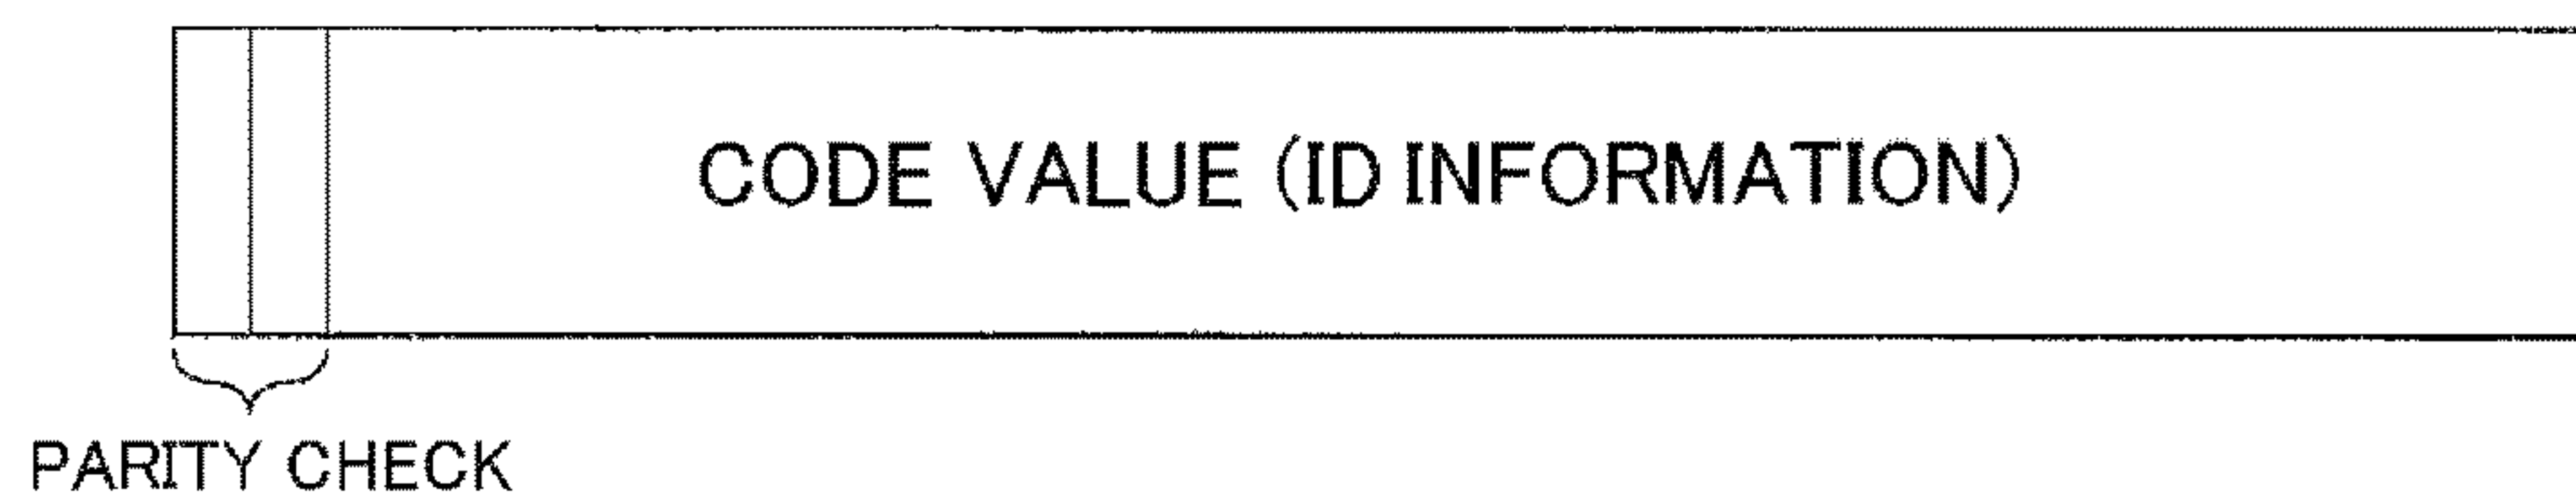 CODE VALUE (ID INFORMATION)
PARITY CHECK